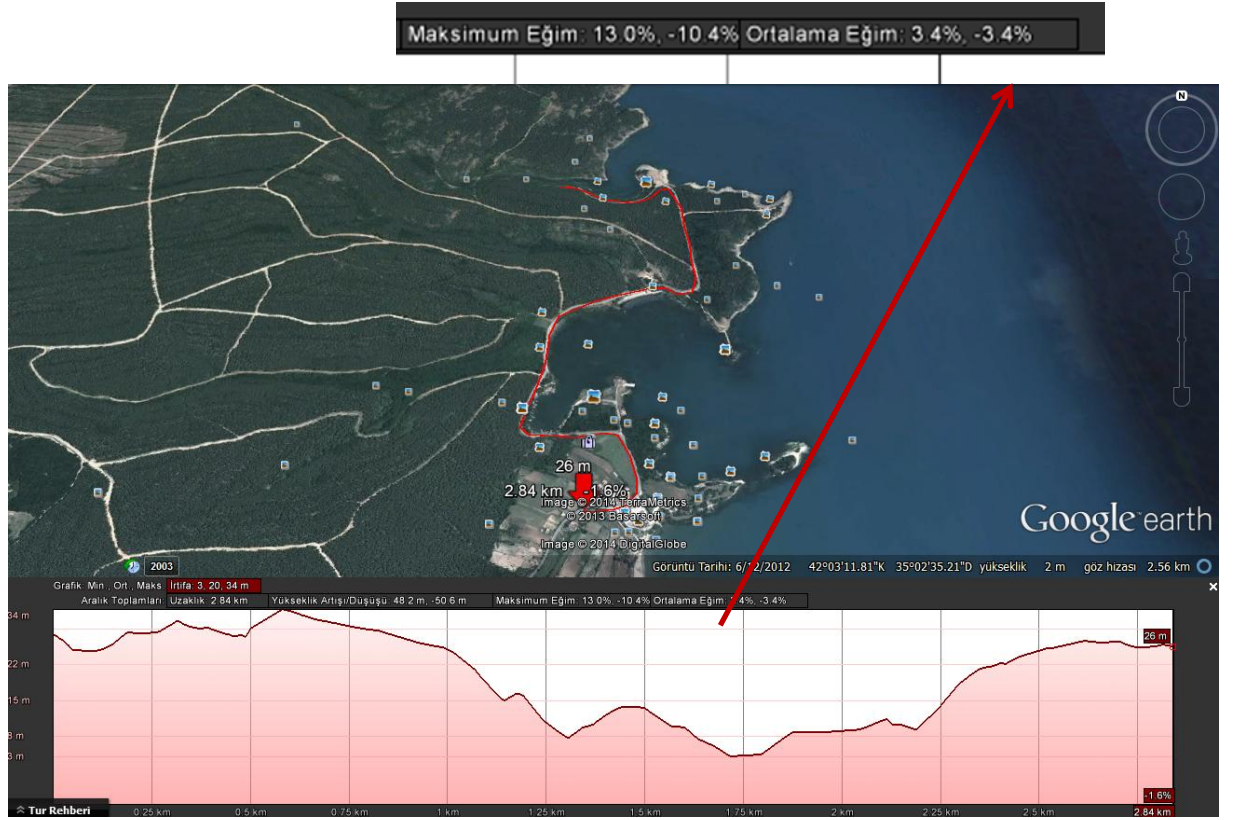 Maksimum Eğim: 13.0%, -10.4% Ortalama Eğim: 3.4%, -3.4%
N
26 m
2.84 km -1.6%
Image © 2014 TerraMetrics
© 2013 Basarsoft
Image © 2014 DigitalGlobe
Google earth
2003
Görüntü Tarihi: 6/12/2012 42°03'11.81"K 35°02'35.21"D yükseklik 2 m göz hizası 2.56 km
Grafik: Min., Ort., Maks. İrtifa: 3, 20, 34 m
Aralık Toplamları: Uzaklık: 2.84 km Yükseklik Artışı/Düşüşü: 48.2 m, -50.6 m Maksimum Eğim: 13.0%, -10.4% Ortalama Eğim: 3.4%, -3.4%
34 m
26 m
22 m
15 m
8 m
3 m
-1.6%
Tur Rehberi 0.25 km 0.5 km 0.75 km 1 km 1.25 km 1.5 km 1.75 km 2 km 2.25 km 2.5 km 2.84 km